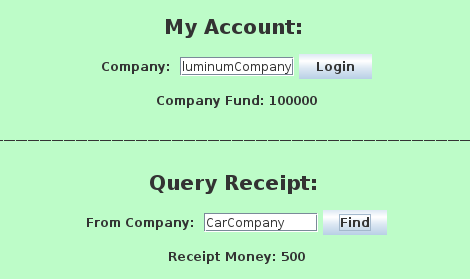 My Account:
Company: luminumCompany Login
Company Fund: 100000
Query Receipt:
From Company: CarCompany Find
Receipt Money: 500